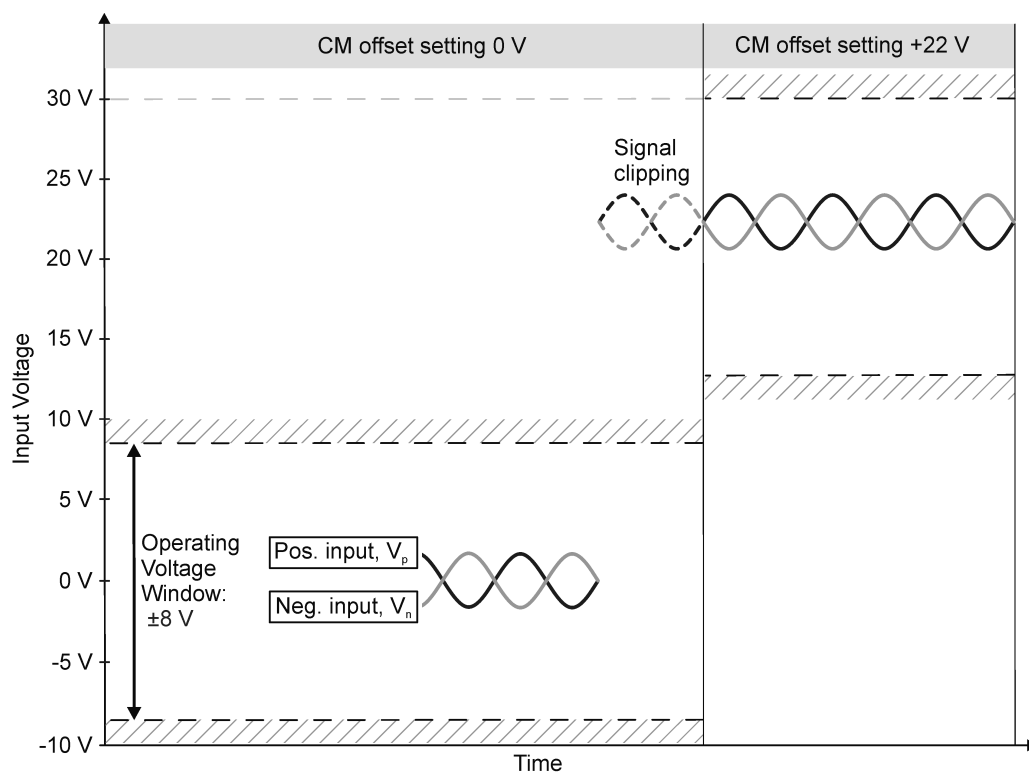 CM offset setting 0 V
CM offset setting +22 V
30 V
25 V
20 V
15 V
10 V
5 V
0 V
-5 V
-10 V
Input Voltage
Signal
clipping
Operating
Voltage
Window:
±8 V
Pos. input, Vp
Neg. input, Vn
Time